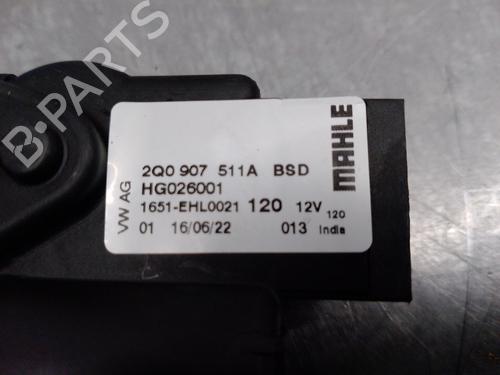 2Q0 907 511A BSD
HG026001
1651-EHL0021 120 12V 120
01 16/06/22 013 India
VW AG
MAHLE
B-PARTS